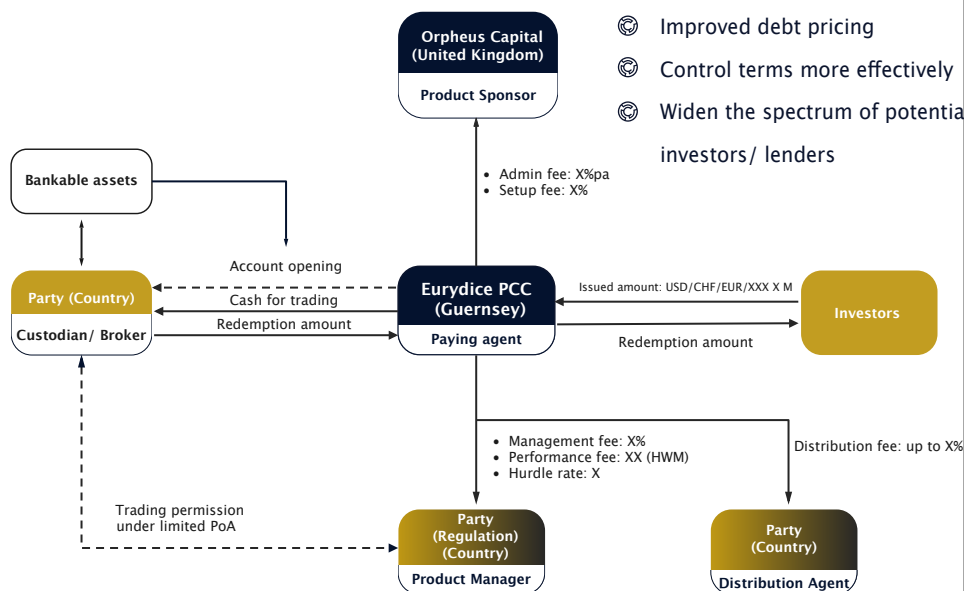 Orpheus Capital
(United Kingdom)
Product Sponsor
Improved debt pricing
Control terms more effectively
Widen the spectrum of potentia
investors/ lenders
• Admin fee: X%pa
• Setup fee: X%
Bankable assets
Account opening
Party (Country)
Custodian/ Broker
Cash for trading
Redemption amount
Eurydice PCC
(Guernsey)
Paying agent
Issued amount: USD/CHF/EUR/XXX X M
Redemption amount
Investors
• Management fee: X%
• Performance fee: XX (HWM)
• Hurdle rate: X
Distribution fee: up to X%
Trading permission
under limited PoA
Party
(Regulation)
(Country)
Product Manager
Party
(Country)
Distribution Agent